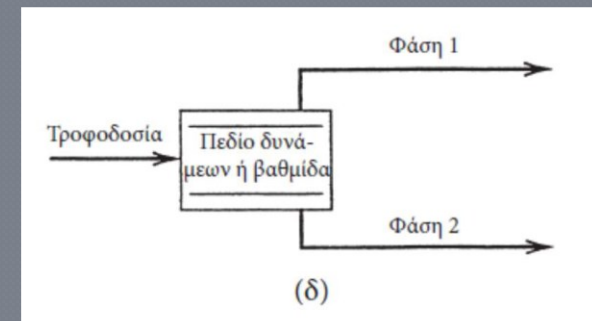 Φάση 1
Τροφοδοσία
Πεδίο δυνά-
μεων ή βαθμίδα
Φάση 2
(δ)